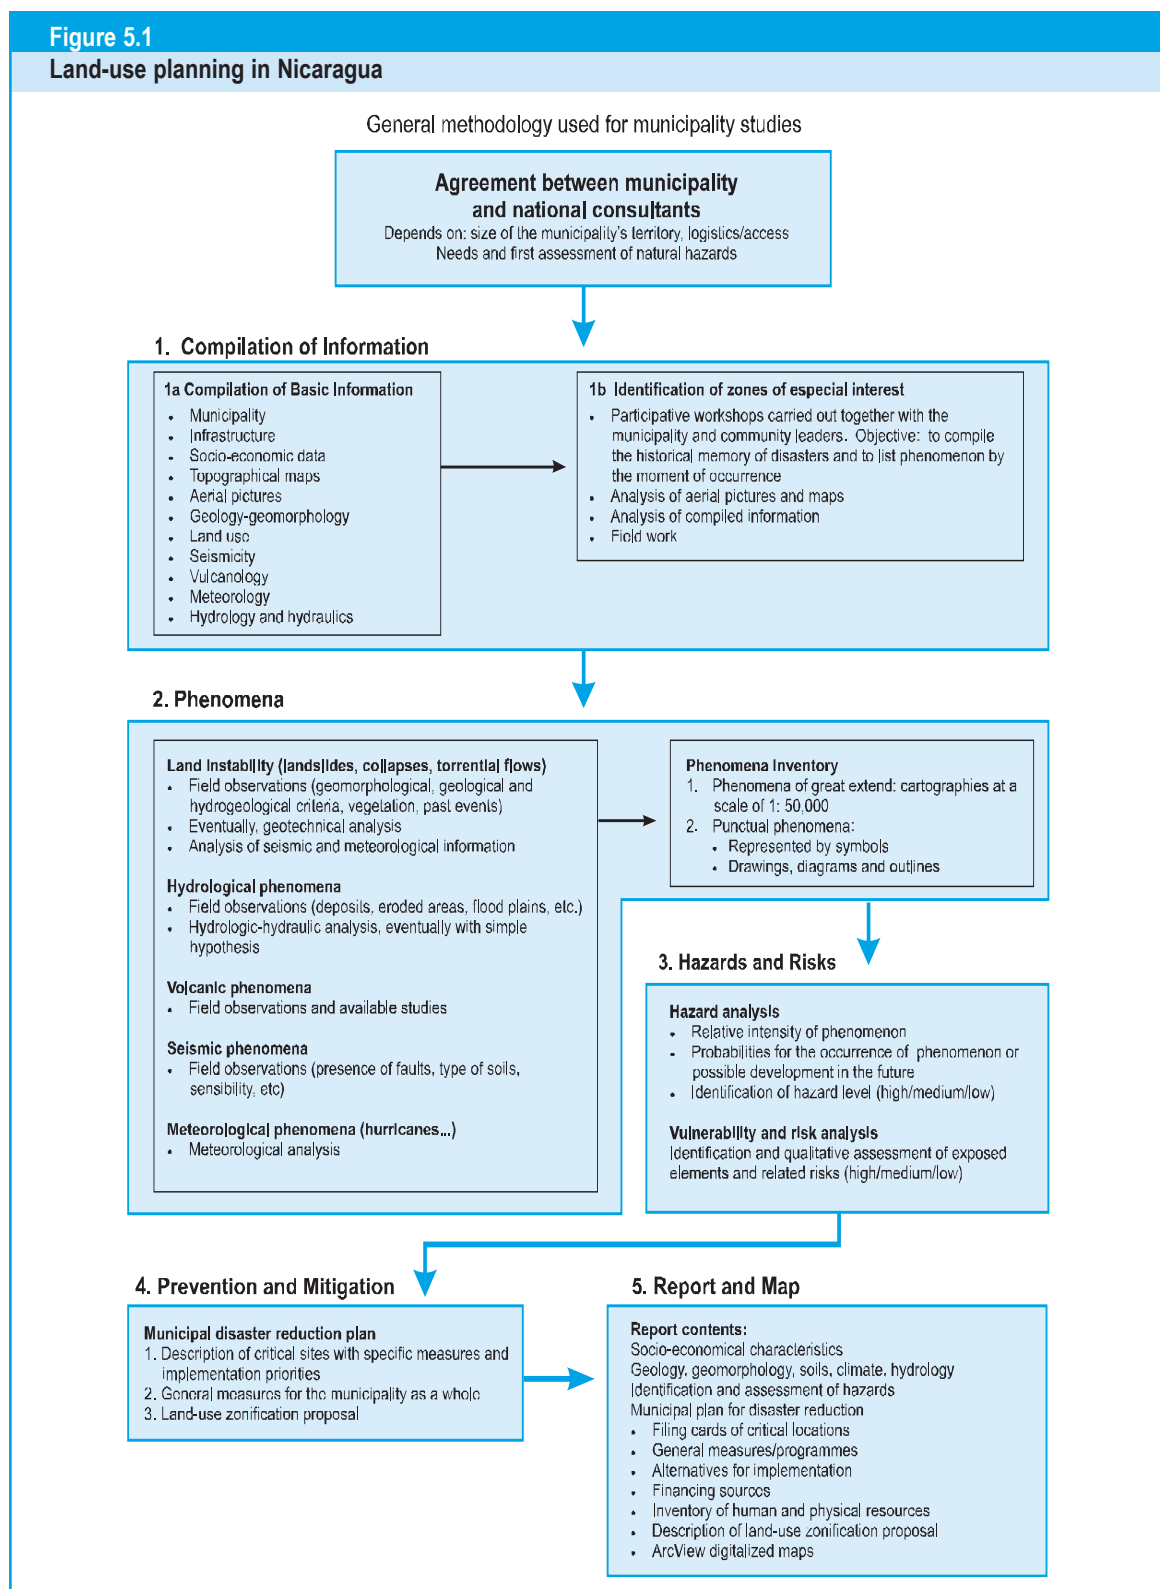 Figure 5.1
Land-use planning in Nicaragua
General methodology used for municipality studies
Agreement between municipality
and national consultants
Depends on: size of the municipality's territory, logistics/access
Needs and first assessment of natural hazards
1. Compilation of Information
1a Compilation of Basic Information
• Municipality
• Infrastructure
• Socio-economic data
• Topographical maps
• Aerial pictures
• Geology-geomorphology
• Land use
• Seismicity
• Vulcanology
• Meteorology
• Hydrology and hydraulics
1b Identification of zones of especial interest
• Participative workshops carried out together with the
municipality and community leaders. Objective: to compile
the historical memory of disasters and to list phenomenon by
the moment of occurrence
• Analysis of aerial pictures and maps
• Analysis of compiled information
• Field work
2. Phenomena
Land Instability (landslides, collapses, torrential flows)
• Field observations (geomorphological, geological and
hydrogeological criteria, vegetation, past events)
• Eventually, geotechnical analysis
• Analysis of seismic and meteorological information
Hydrological phenomena
• Field observations (deposits, eroded areas, flood plains, etc.)
• Hydrologic-hydraulic analysis, eventually with simple
hypothesis
Volcanic phenomena
• Field observations and available studies
Seismic phenomena
• Field observations (presence of faults, type of soils,
sensibility, etc)
Meteorological phenomena (hurricanes...)
• Meteorological analysis
Phenomena Inventory
1. Phenomena of great extend: cartographies at a
scale of 1: 50,000
2. Punctual phenomena:
• Represented by symbols
• Drawings, diagrams and outlines
3. Hazards and Risks
Hazard analysis
• Relative intensity of phenomenon
• Probabilities for the occurrence of phenomenon or
possible development in the future
• Identification of hazard level (high/medium/low)
Vulnerability and risk analysis
Identification and qualitative assessment of exposed
elements and related risks (high/medium/low)
4. Prevention and Mitigation
Municipal disaster reduction plan
1. Description of critical sites with specific measures and
implementation priorities
2. General measures for the municipality as a whole
3. Land-use zonification proposal
5. Report and Map
Report contents:
Socio-economical characteristics
Geology, geomorphology, soils, climate, hydrology
Identification and assessment of hazards
Municipal plan for disaster reduction
• Filing cards of critical locations
• General measures/programmes
• Alternatives for implementation
• Financing sources
• Inventory of human and physical resources
• Description of land-use zonification proposal
• ArcView digitalized maps